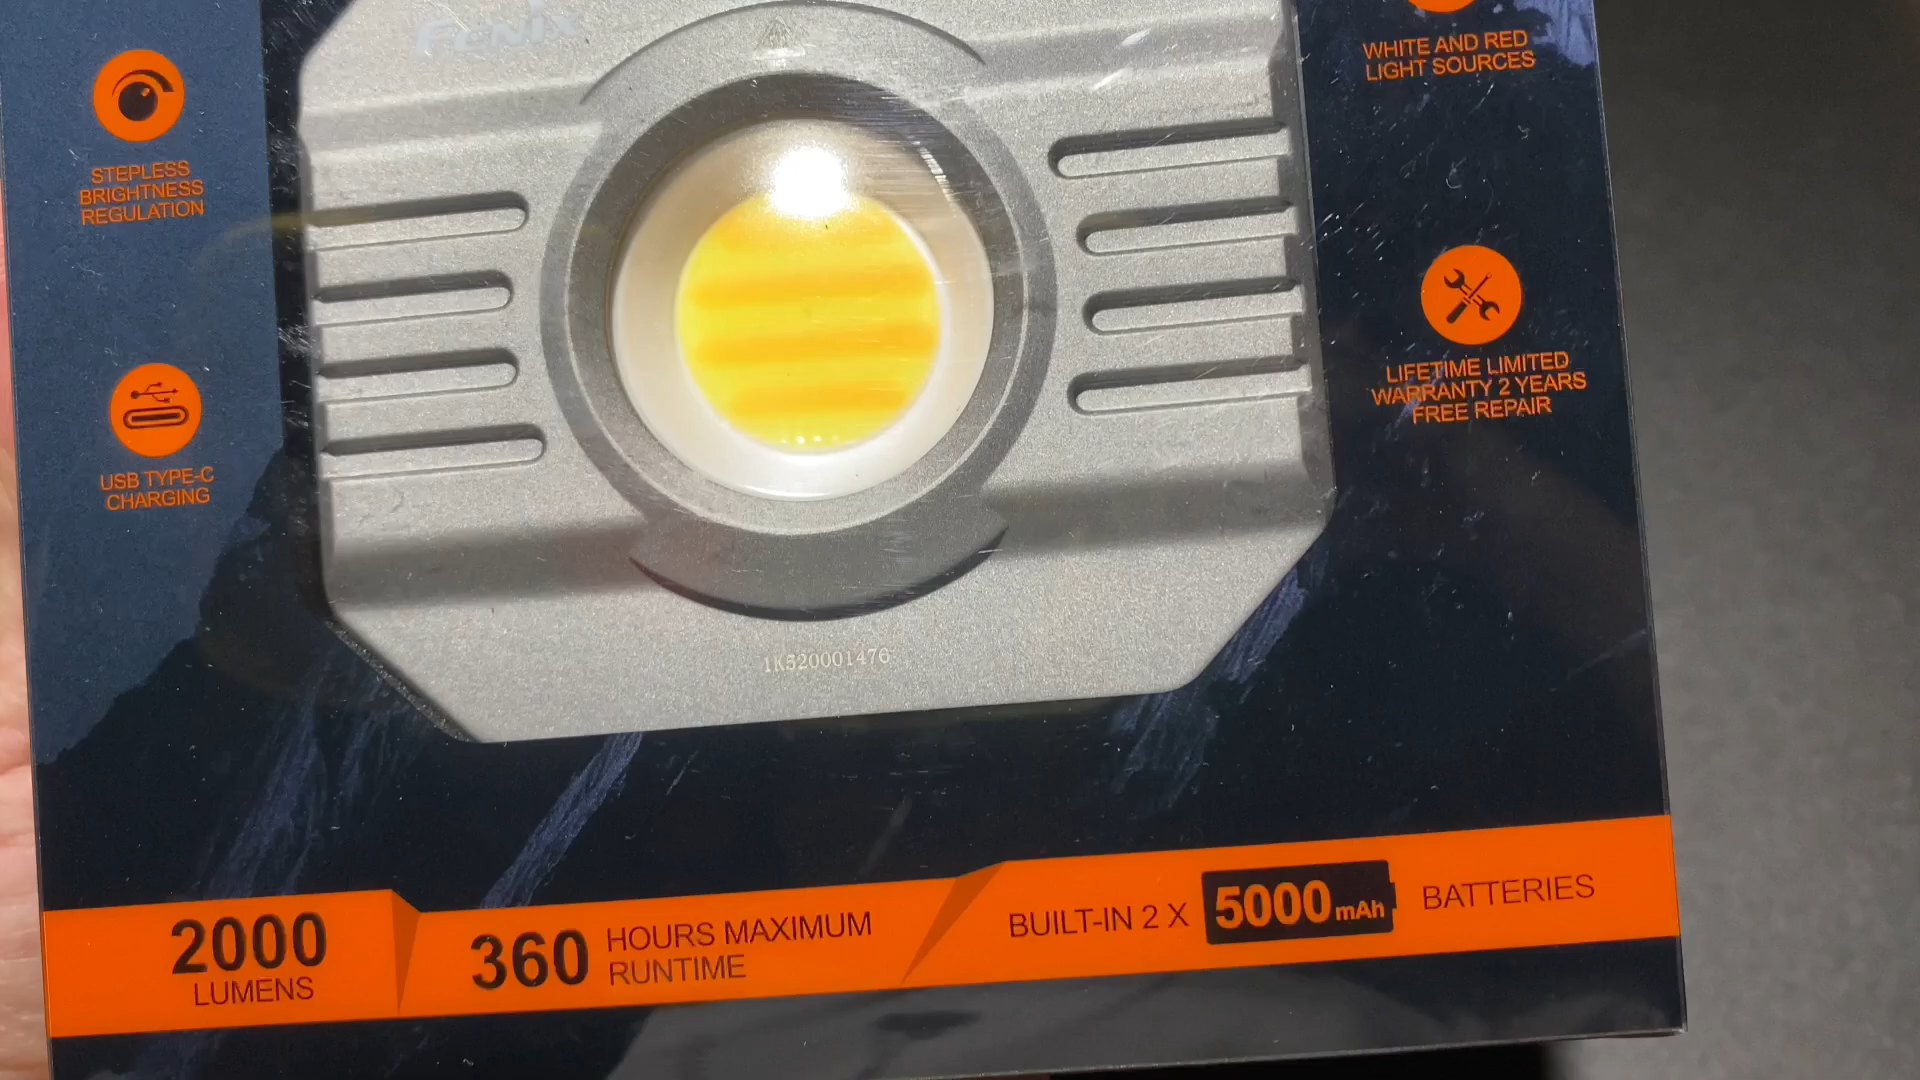 Fenix
STEPLESS
BRIGHTNESS
REGULATION
USB TYPE-C
CHARGING
WHITE AND RED
LIGHT SOURCES
LIFETIME LIMITED
WARRANTY 2 YEARS
FREE REPAIR
1K520001476
2000
LUMENS
360 HOURS MAXIMUM
RUNTIME
BUILT-IN 2 X 5000mAh BATTERIES